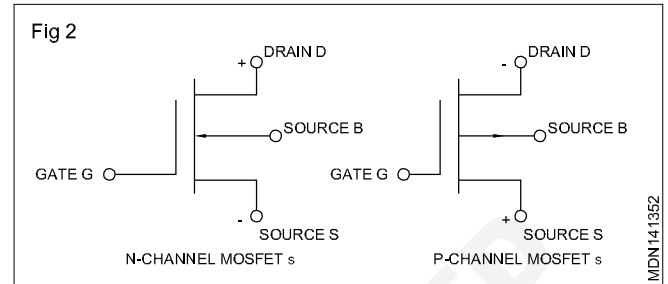 Fig 2
DRAIN D
+
SOURCE B
GATE G
-
SOURCE S
N-CHANNEL MOSFET s
DRAIN D
-
SOURCE B
GATE G
+
SOURCE S
P-CHANNEL MOSFET s
MDN141352